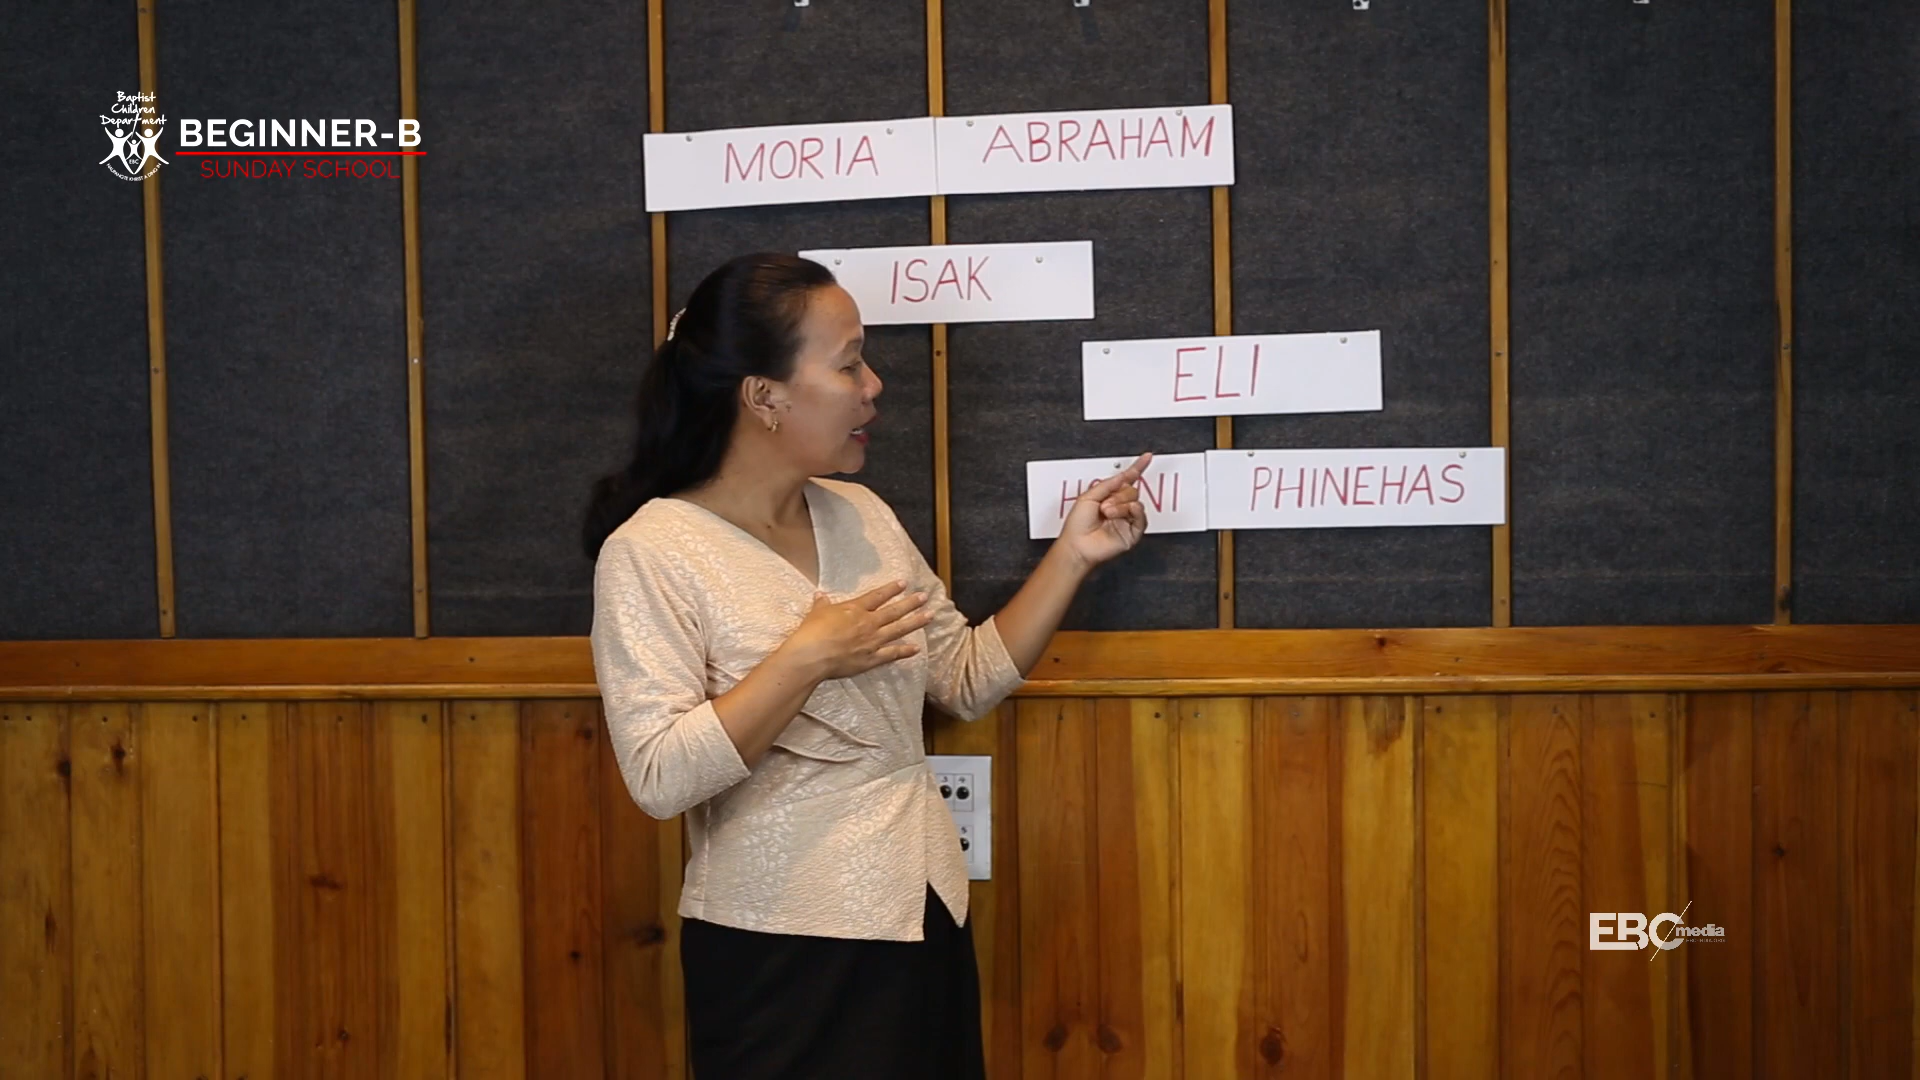 Baptist
Children
Department
BEGINNER-B
SUNDAY SCHOOL
MORIA ABRAHAM
ISAK
ELI
PHINEHAS
EBC media